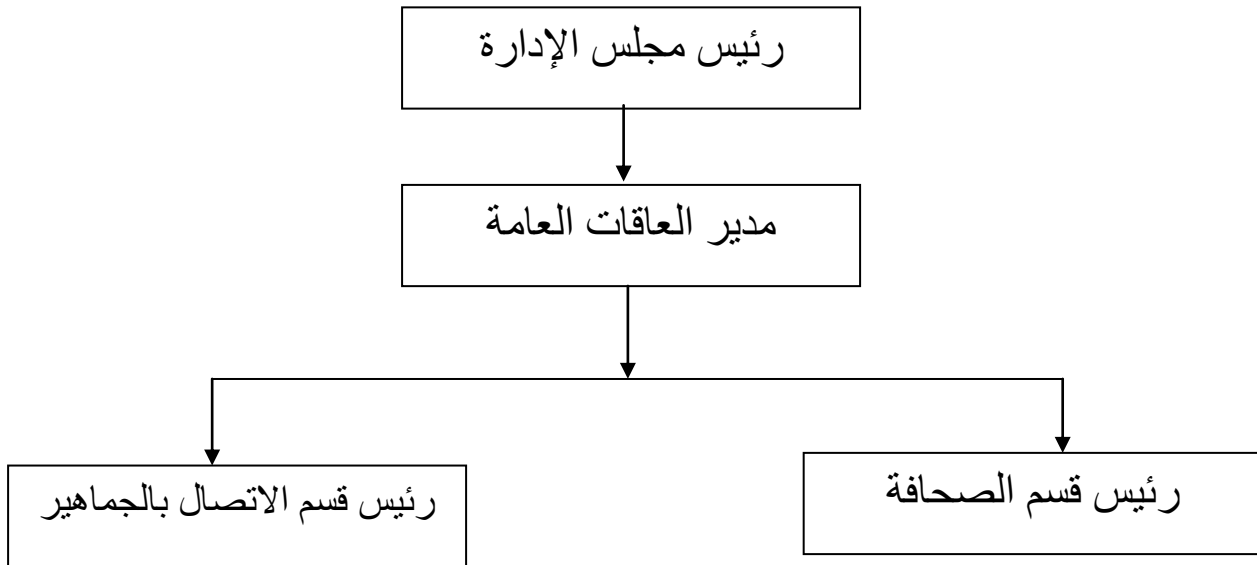 رئيس مجلس الإدارة
مدير العاقات العامة
رئيس قسم الصحافة
رئيس قسم الاتصال بالجماهير